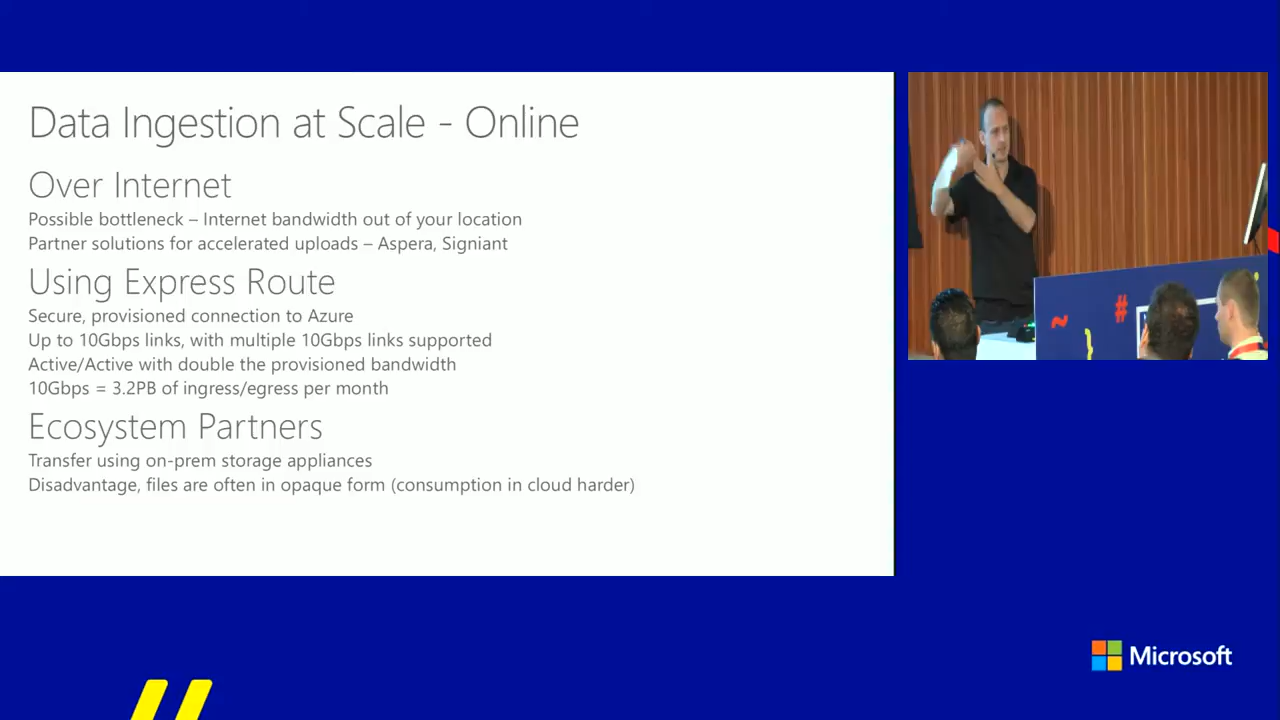 Data Ingestion at Scale - Online
Over Internet
Possible bottleneck – Internet bandwidth out of your location
Partner solutions for accelerated uploads – Aspera, Signiant
Using Express Route
Secure, provisioned connection to Azure
Up to 10Gbps links, with multiple 10Gbps links supported
Active/Active with double the provisioned bandwidth
10Gbps = 3.2PB of ingress/egress per month
Ecosystem Partners
Transfer using on-prem storage appliances
Disadvantage, files are often in opaque form (consumption in cloud harder)
~
#
}
Microsoft
//